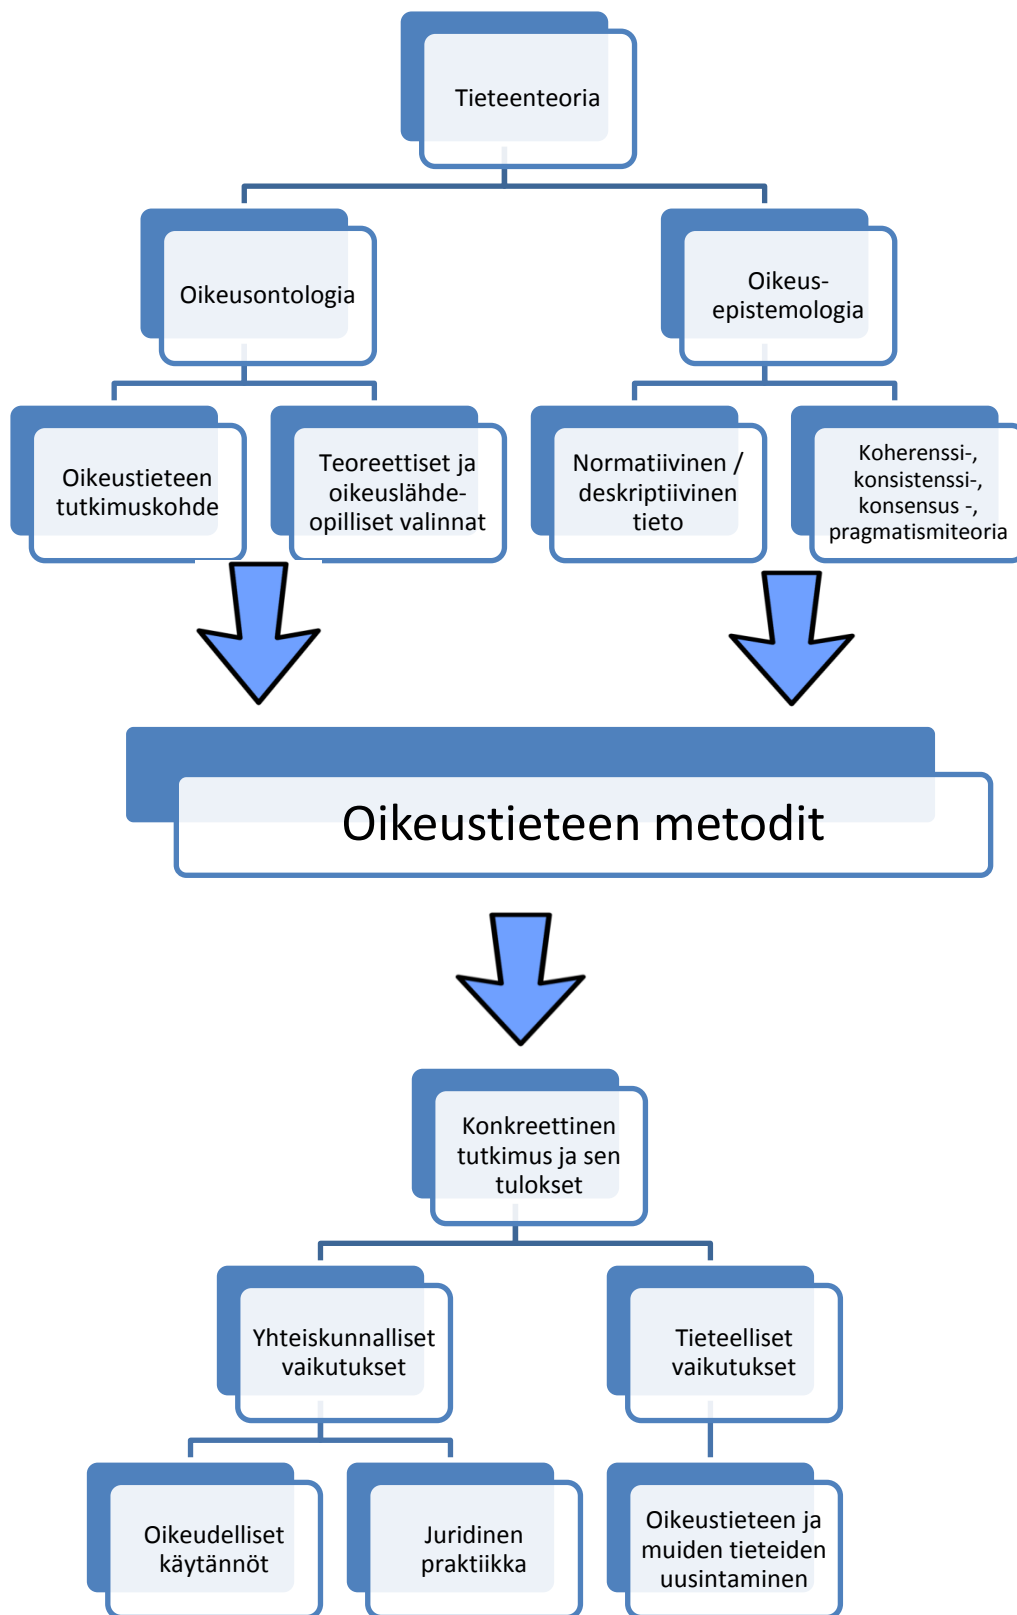 Tieteenteoria
Oikeusontologia
Oikeus-
epistemologia
Oikeustieteen
tutkimuskohde
Teoreettiset ja
oikeuslähde-
opilliset valinnat
Normatiivinen /
deskriptiivinen
tieto
Koherenssi-,
konsistenssi-,
konsensus -,
pragmatismiteoria
Oikeustieteen metodit
Konkreettinen
tutkimus ja sen
tulokset
Yhteiskunnalliset
vaikutukset
Tieteelliset
vaikutukset
Oikeudelliset
käytännöt
Juridinen
praktiikka
Oikeustieteen ja
muiden tieteiden
uusintaminen